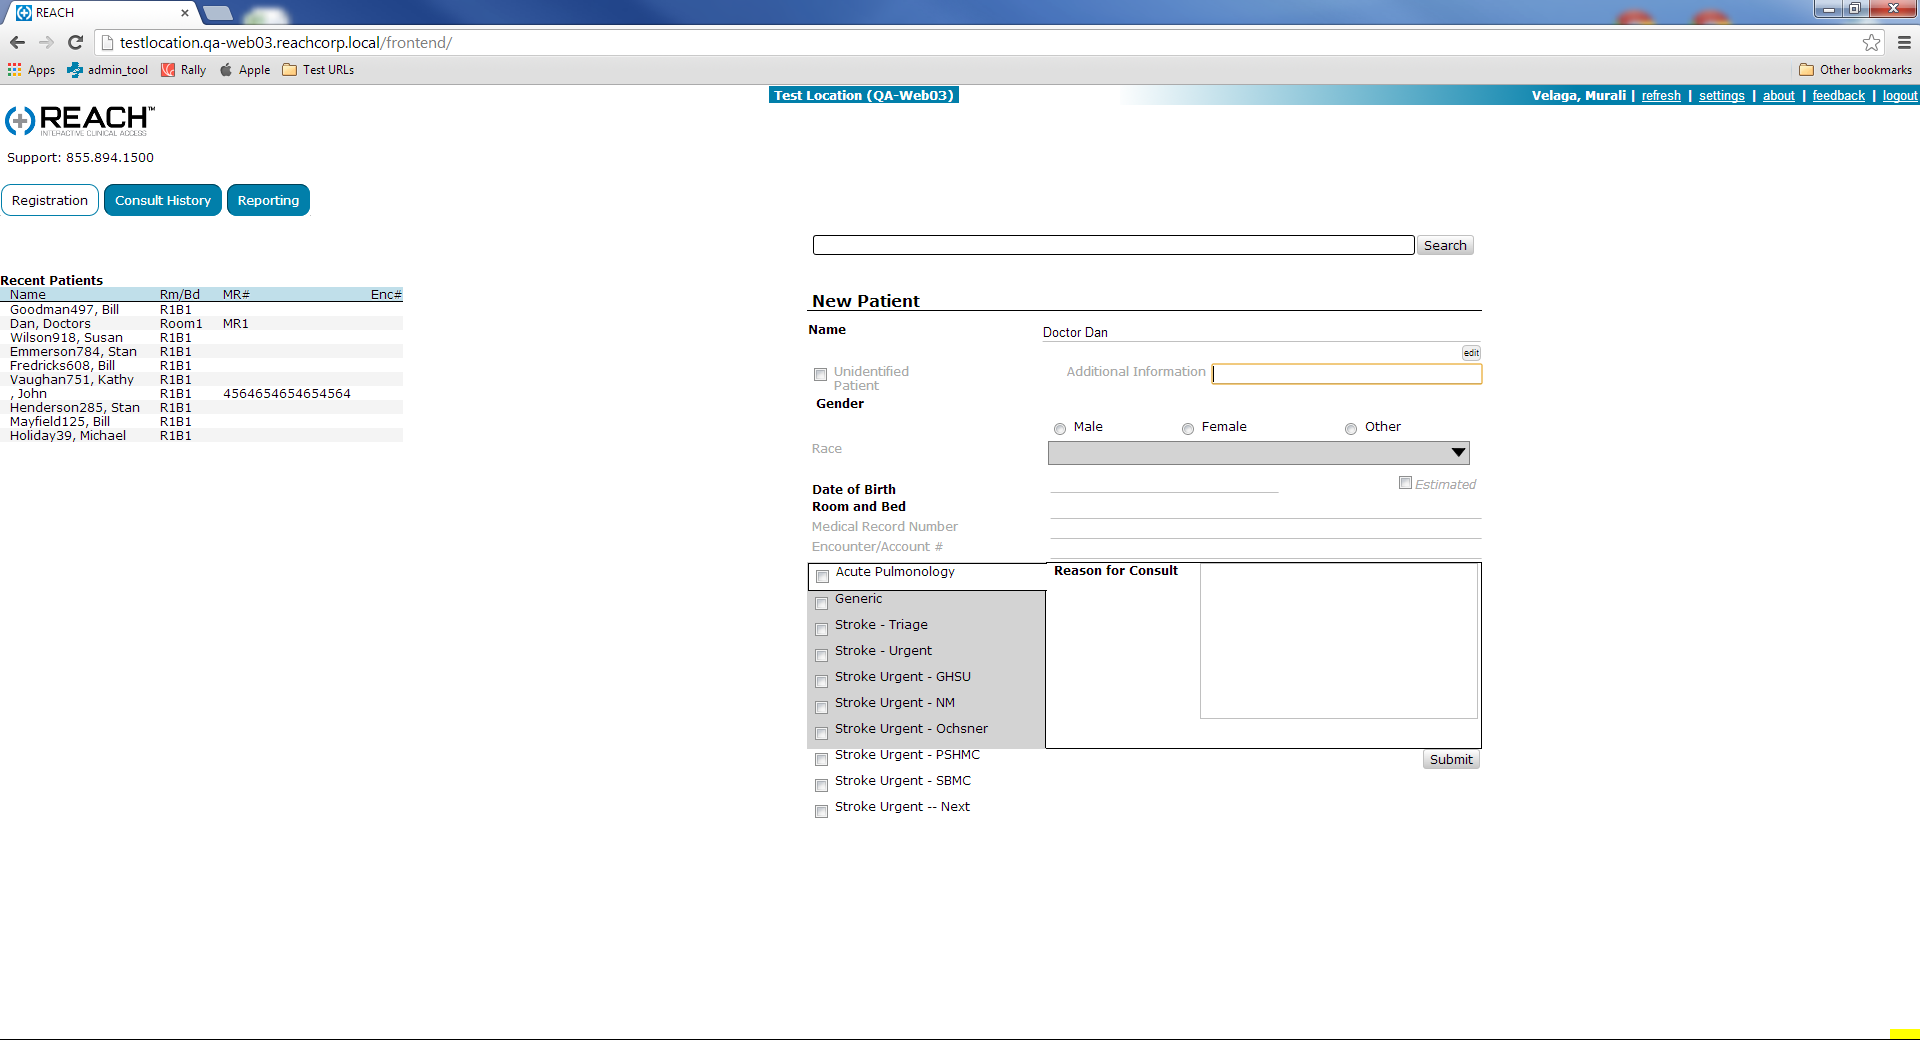 REACH
testlocation.qa-web03.reachcorp.local/frontend/
Apps admin_tool Rally Apple Test URLs Other bookmarks
Test Location (QA-Web03) Velaga, Murali | refresh | settings | about | feedback | logout
REACH™
INTERACTIVE CLINICAL ACCESS
Support: 855.894.1500
Registration Consult History Reporting
Search
Recent Patients
Name Rm/Bd MR# Enc#
Goodman497, Bill R1B1
Dan, Doctors Room1 MR1
Wilson918, Susan R1B1
Emmerson784, Stan R1B1
Fredricks608, Bill R1B1
Vaughan751, Kathy R1B1
, John R1B1 4564654654654564
Henderson285, Stan R1B1
Mayfield125, Bill R1B1
Holiday39, Michael R1B1
New Patient
Name Doctor Dan
edit
Unidentified Patient Additional Information
Gender
Male Female Other
Race
Date of Birth Estimated
Room and Bed
Medical Record Number
Encounter/Account #
Acute Pulmonology
Generic
Stroke - Triage
Stroke - Urgent
Stroke Urgent - GHSU
Stroke Urgent - NM
Stroke Urgent - Ochsner
Stroke Urgent - PSHMC
Stroke Urgent - SBMC
Stroke Urgent -- Next
Reason for Consult
Submit